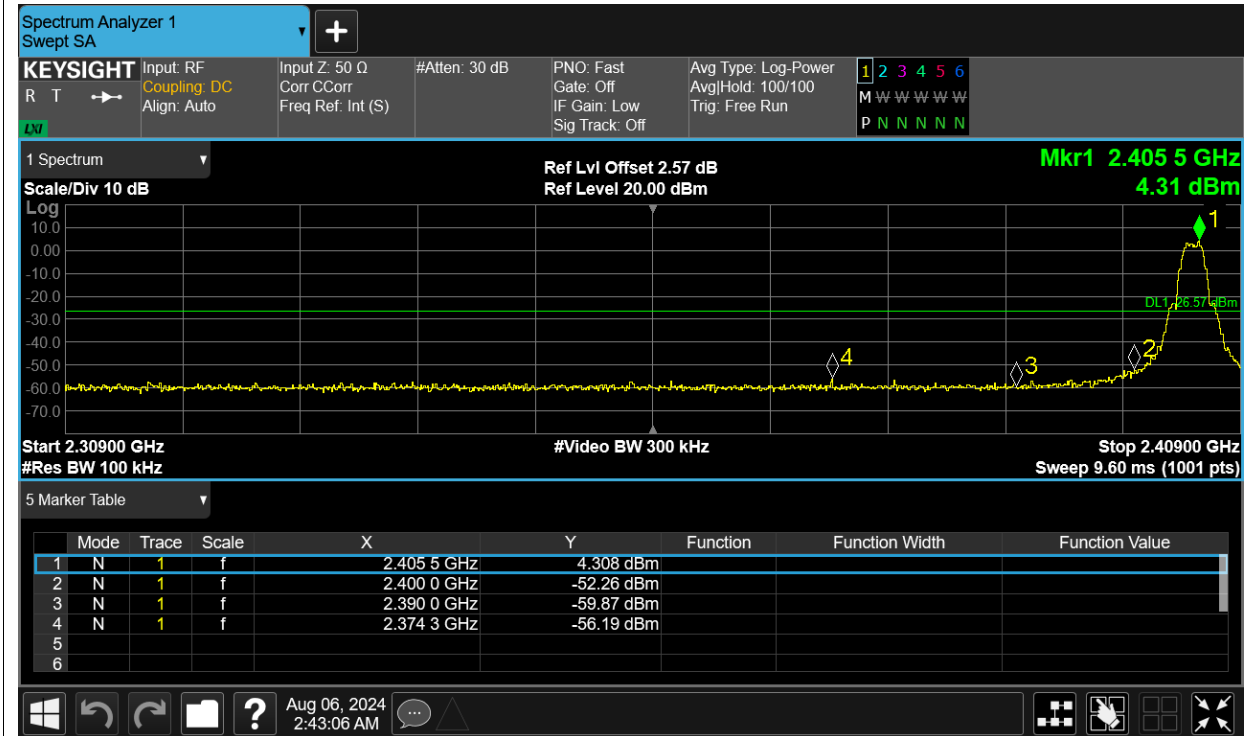 Spectrum Analyzer 1
Swept SA
KEYSIGHT Input: RF Input Z: 50 Ω #Atten: 30 dB PNO: Fast Avg Type: Log-Power 1 2 3 4 5 6
R T Coupling: DC Corr CCorr Gate: Off Avg|Hold: 100/100 M W W W W W
Align: Auto Freq Ref: Int (S) IF Gain: Low Trig: Free Run
LXI Sig Track: Off P N N N N N
1 Spectrum Ref Lvl Offset 2.57 dB Mkr1 2.405 5 GHz
Scale/Div 10 dB Ref Level 20.00 dBm 4.31 dBm
Log
1
10.0
0.00
-10.0
-20.0
DL1 -26.57 dBm
-30.0
-40.0
4 3 2
-50.0
-60.0
-70.0
Start 2.30900 GHz #Video BW 300 kHz Stop 2.40900 GHz
#Res BW 100 kHz Sweep 9.60 ms (1001 pts)
5 Marker Table
Mode Trace Scale X Y Function Function Width Function Value
1 N 1 f 2.405 5 GHz 4.308 dBm
2 N 1 f 2.400 0 GHz -52.26 dBm
3 N 1 f 2.390 0 GHz -59.87 dBm
4 N 1 f 2.374 3 GHz -56.19 dBm
5
6
? Aug 06, 2024
2:43:06 AM